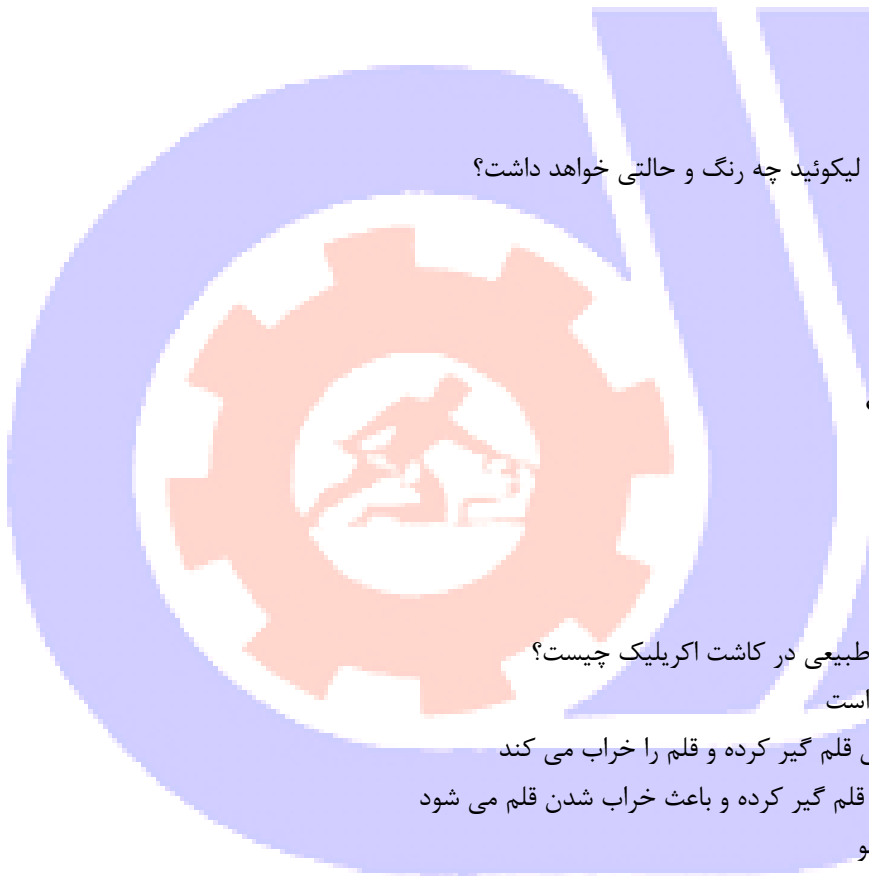 لیکوئید چه رنگ و حالتی خواهد داشت؟
؟
طبیعی در کاشت اکریلیک چیست؟
است
قلم گیر کرده و قلم را خراب می کند
قلم گیر کرده و باعث خراب شدن قلم می شود